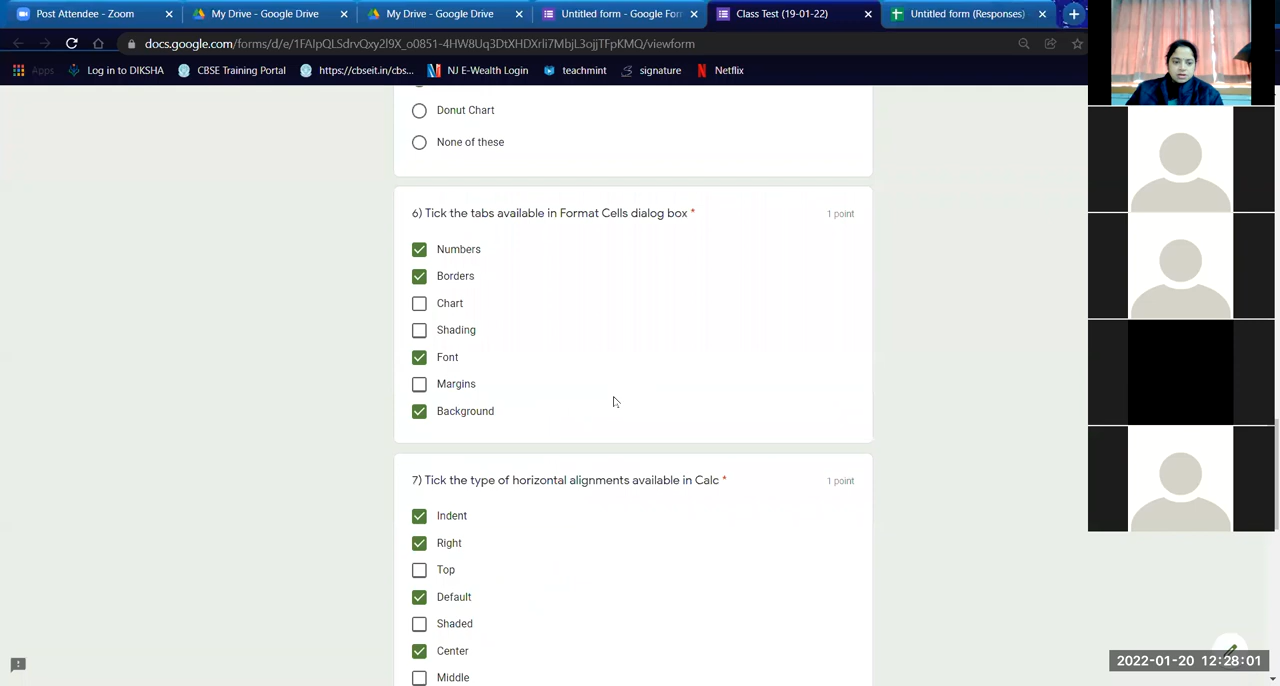 Post Attendee - Zoom
My Drive - Google Drive
My Drive - Google Drive
Untitled form - Google For
Class Test (19-01-22)
Untitled form (Responses)
docs.google.com/forms/d/e/1FAIpQLSdrvQxy2l9X_o0851-4HW8Uq3DtXHDXrli7MbjL3ojjTFpKMQ/viewform
Apps
Log in to DIKSHA
CBSE Training Portal
https://cbseit.in/cbs...
NJ E-Wealth Login
teachmint
signature
Netflix
Donut Chart
None of these
6) Tick the tabs available in Format Cells dialog box *
1 point
Numbers
Borders
Chart
Shading
Font
Margins
Background
7) Tick the type of horizontal alignments available in Calc *
1 point
Indent
Right
Top
Default
Shaded
Center
Middle
2022-01-20 12:28:01